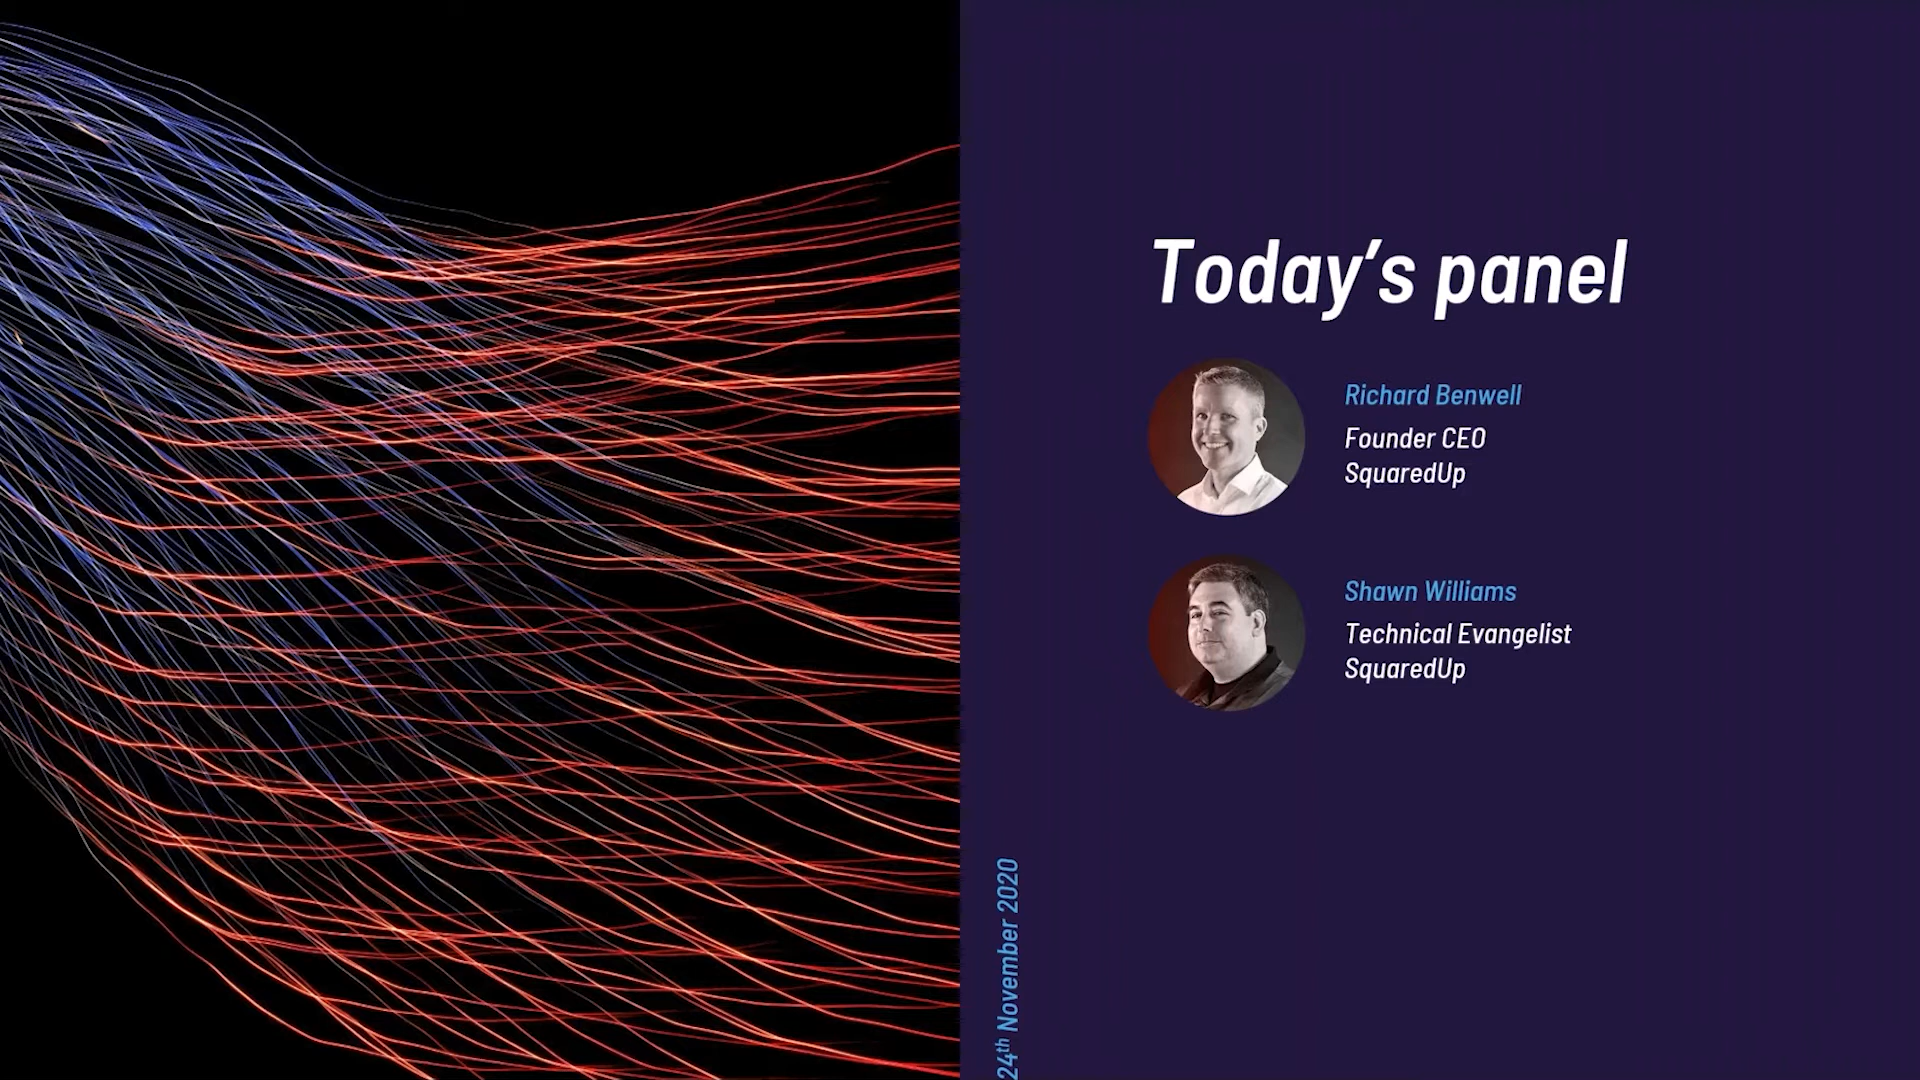 Today’s panel
Richard Benwell
Founder CEO
SquaredUp
Shawn Williams
Technical Evangelist
SquaredUp
24th November 2020